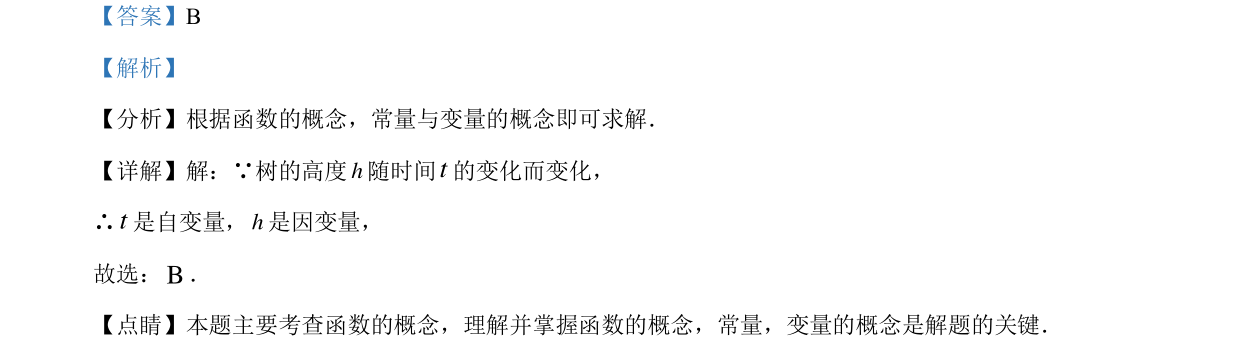 【答案】B
【解析】
【分析】根据函数的概念，常量与变量的概念即可求解．
【详解】解：∵树的高度h随时间t的变化而变化，
∴t是自变量，h是因变量，
故选：B．
【点睛】本题主要考查函数的概念，理解并掌握函数的概念，常量，变量的概念是解题的关键．